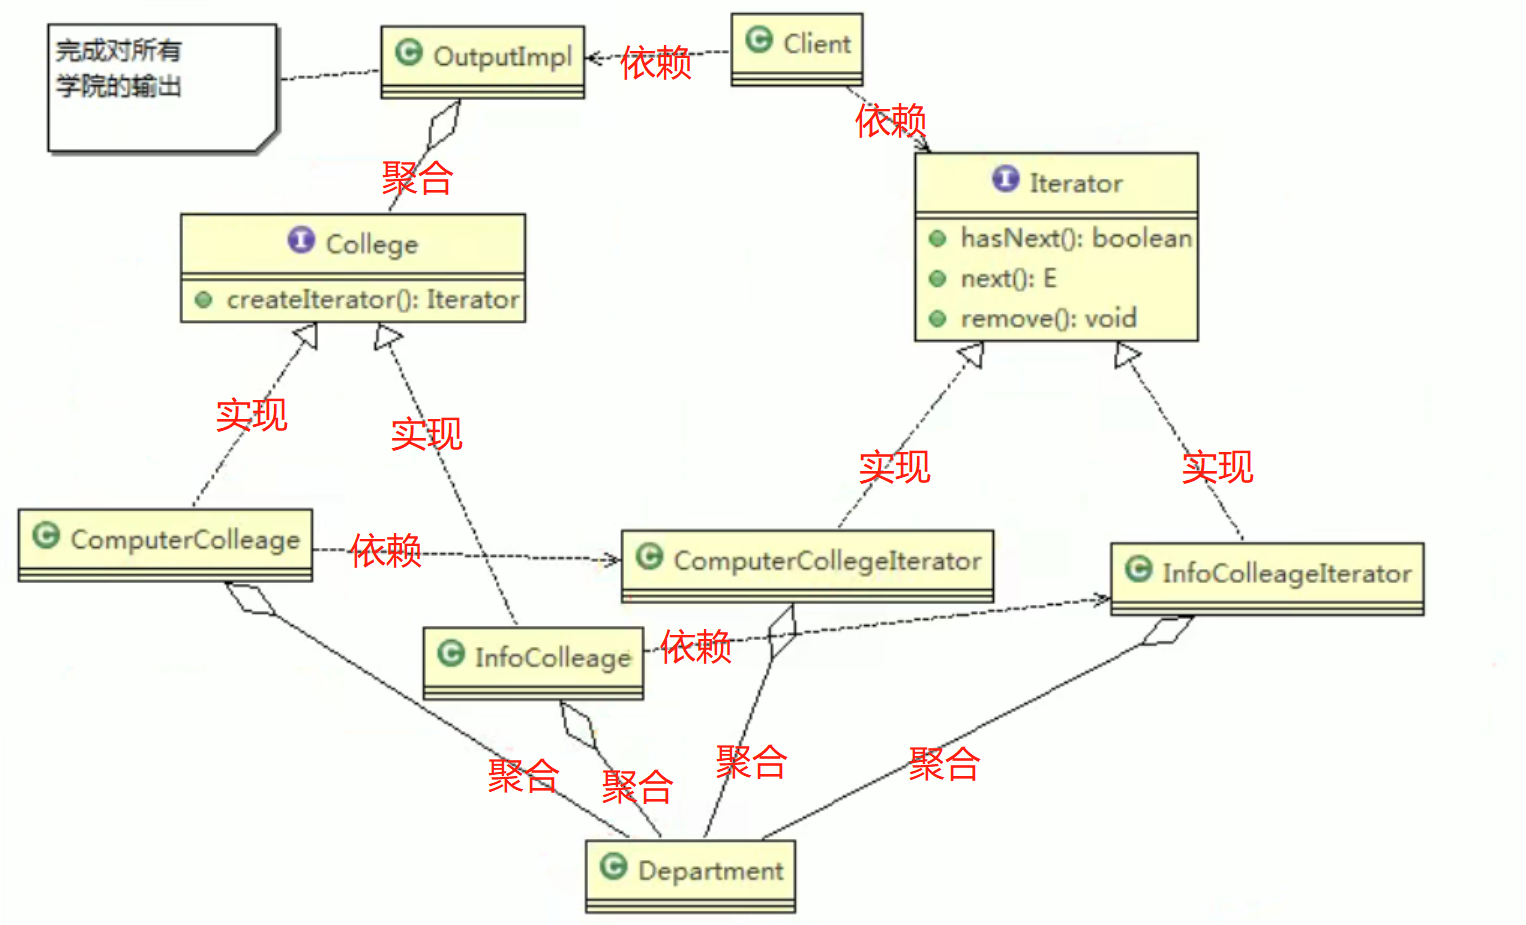 完成对所有
学院的输出
C OutputImpl
依赖
C Client
依赖
聚合
I College
createIterator(): Iterator
I Iterator
hasNext(): boolean
next(): E
remove(): void
实现
实现
实现
实现
C ComputerColleage
依赖
C ComputerCollegeIterator
C InfoColleageIterator
C InfoColleage
依赖
聚合
聚合
聚合
聚合
C Department